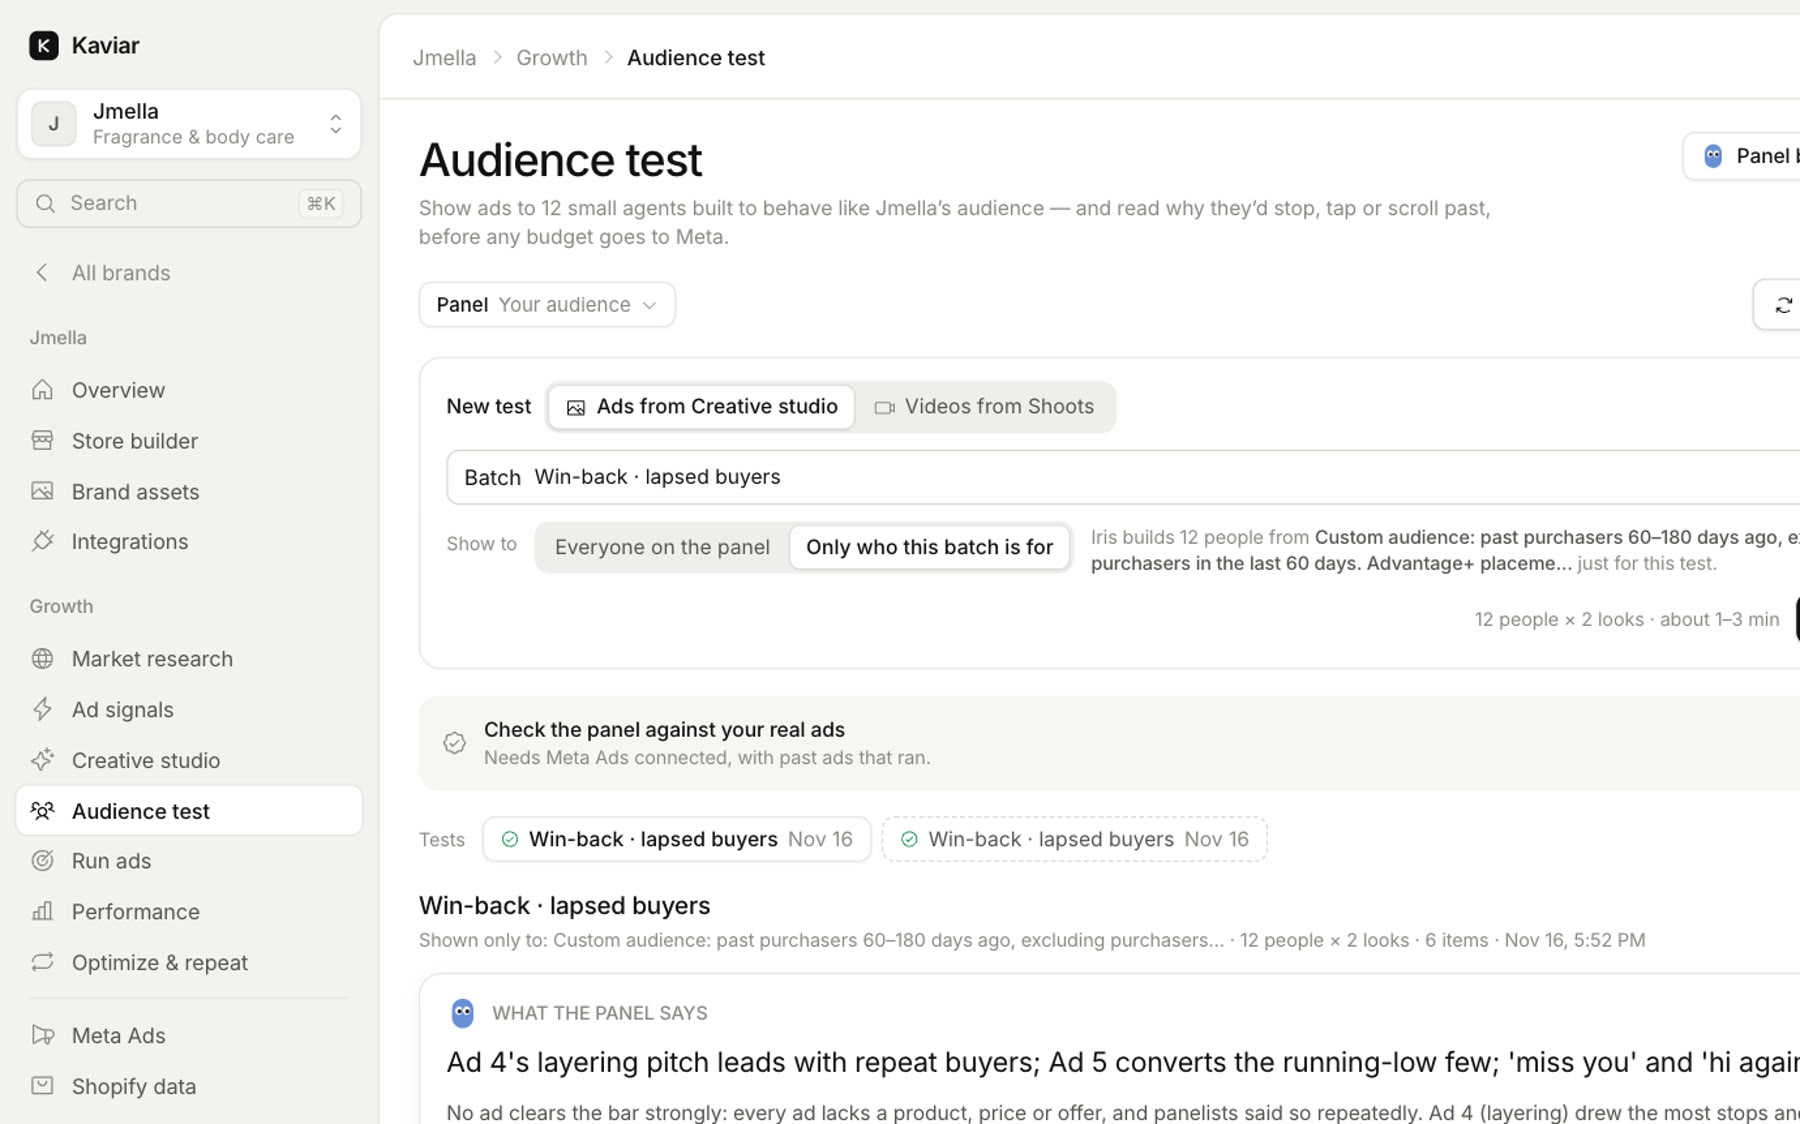 Kaviar
J
Jmella
Fragrance & body care
Search
⌘K
All brands
Jmella
Overview
Store builder
Brand assets
Integrations
Growth
Market research
Ad signals
Creative studio
Audience test
Run ads
Performance
Optimize & repeat
Meta Ads
Shopify data
Jmella > Growth > Audience test
Audience test
Panel
Show ads to 12 small agents built to behave like Jmella’s audience — and read why they’d stop, tap or scroll past,
before any budget goes to Meta.
Panel Your audience
New test Ads from Creative studio Videos from Shoots
Batch Win-back · lapsed buyers
Show to Everyone on the panel Only who this batch is for
Iris builds 12 people from Custom audience: past purchasers 60–180 days ago,
purchasers in the last 60 days. Advantage+ placeme... just for this test.
12 people × 2 looks · about 1–3 min
Check the panel against your real ads
Needs Meta Ads connected, with past ads that ran.
Tests Win-back · lapsed buyers Nov 16 Win-back · lapsed buyers Nov 16
Win-back · lapsed buyers
Shown only to: Custom audience: past purchasers 60–180 days ago, excluding purchasers... · 12 people × 2 looks · 6 items · Nov 16, 5:52 PM
WHAT THE PANEL SAYS
Ad 4's layering pitch leads with repeat buyers; Ad 5 converts the running-low few; 'miss you' and 'hi again
No ad clears the bar strongly: every ad lacks a product, price or offer, and panelists said so repeatedly. Ad 4 (layering) drew the most stops and